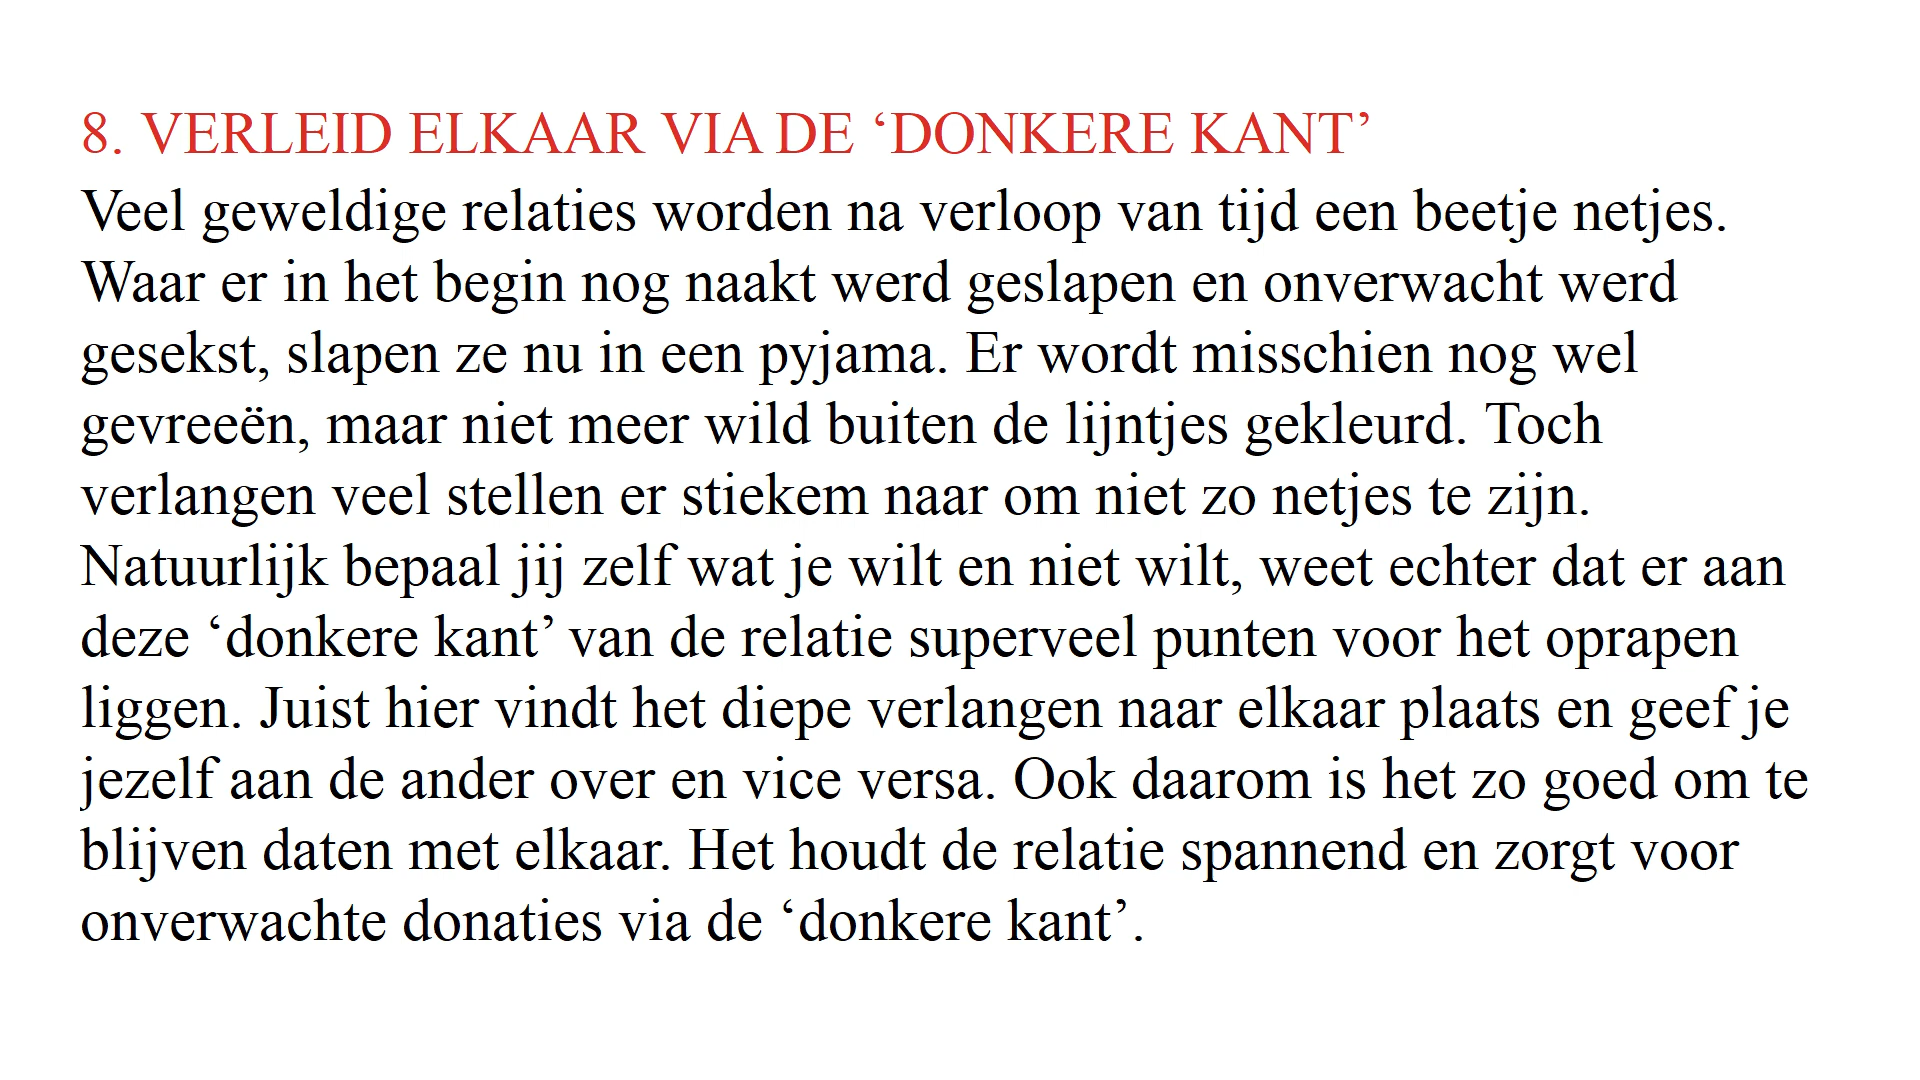 8. VERLEID ELKAAR VIA DE ‘DONKERE KANT’
Veel geweldige relaties worden na verloop van tijd een beetje netjes.
Waar er in het begin nog naakt werd geslapen en onverwacht werd
gesekst, slapen ze nu in een pyjama. Er wordt misschien nog wel
gevreeën, maar niet meer wild buiten de lijntjes gekleurd. Toch
verlangen veel stellen er stiekem naar om niet zo netjes te zijn.
Natuurlijk bepaal jij zelf wat je wilt en niet wilt, weet echter dat er aan
deze ‘donkere kant’ van de relatie superveel punten voor het oprapen
liggen. Juist hier vindt het diepe verlangen naar elkaar plaats en geef je
jezelf aan de ander over en vice versa. Ook daarom is het zo goed om te
blijven daten met elkaar. Het houdt de relatie spannend en zorgt voor
onverwachte donaties via de ‘donkere kant’.